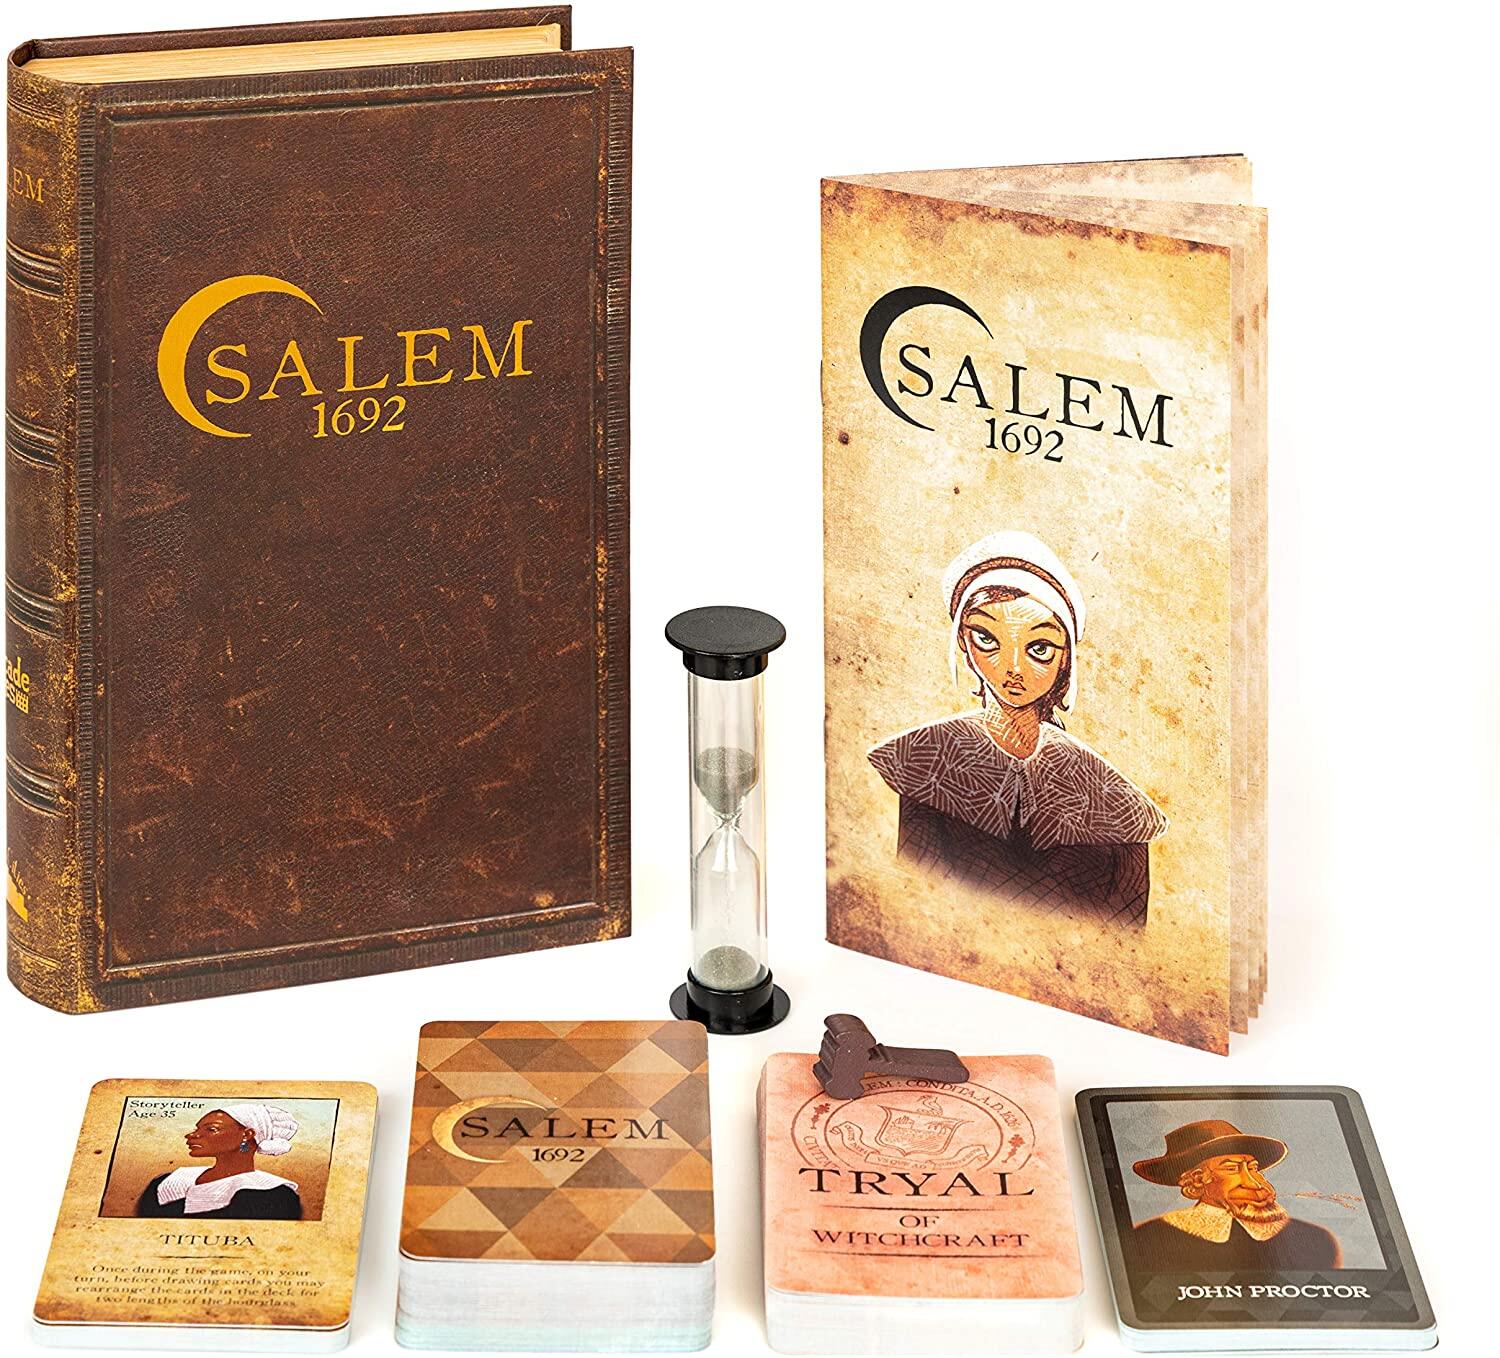 EM
SALEM
1692
SALEM
1692
Storyteller
Age 35
TITUBA
Once during the game, on your
turn, before drawing cards you may
rearrange the cards in the deck for
two lengths of the hourglass
SALEM
1692
TRYAL
OF
WITCHCRAFT
JOHN PROCTOR